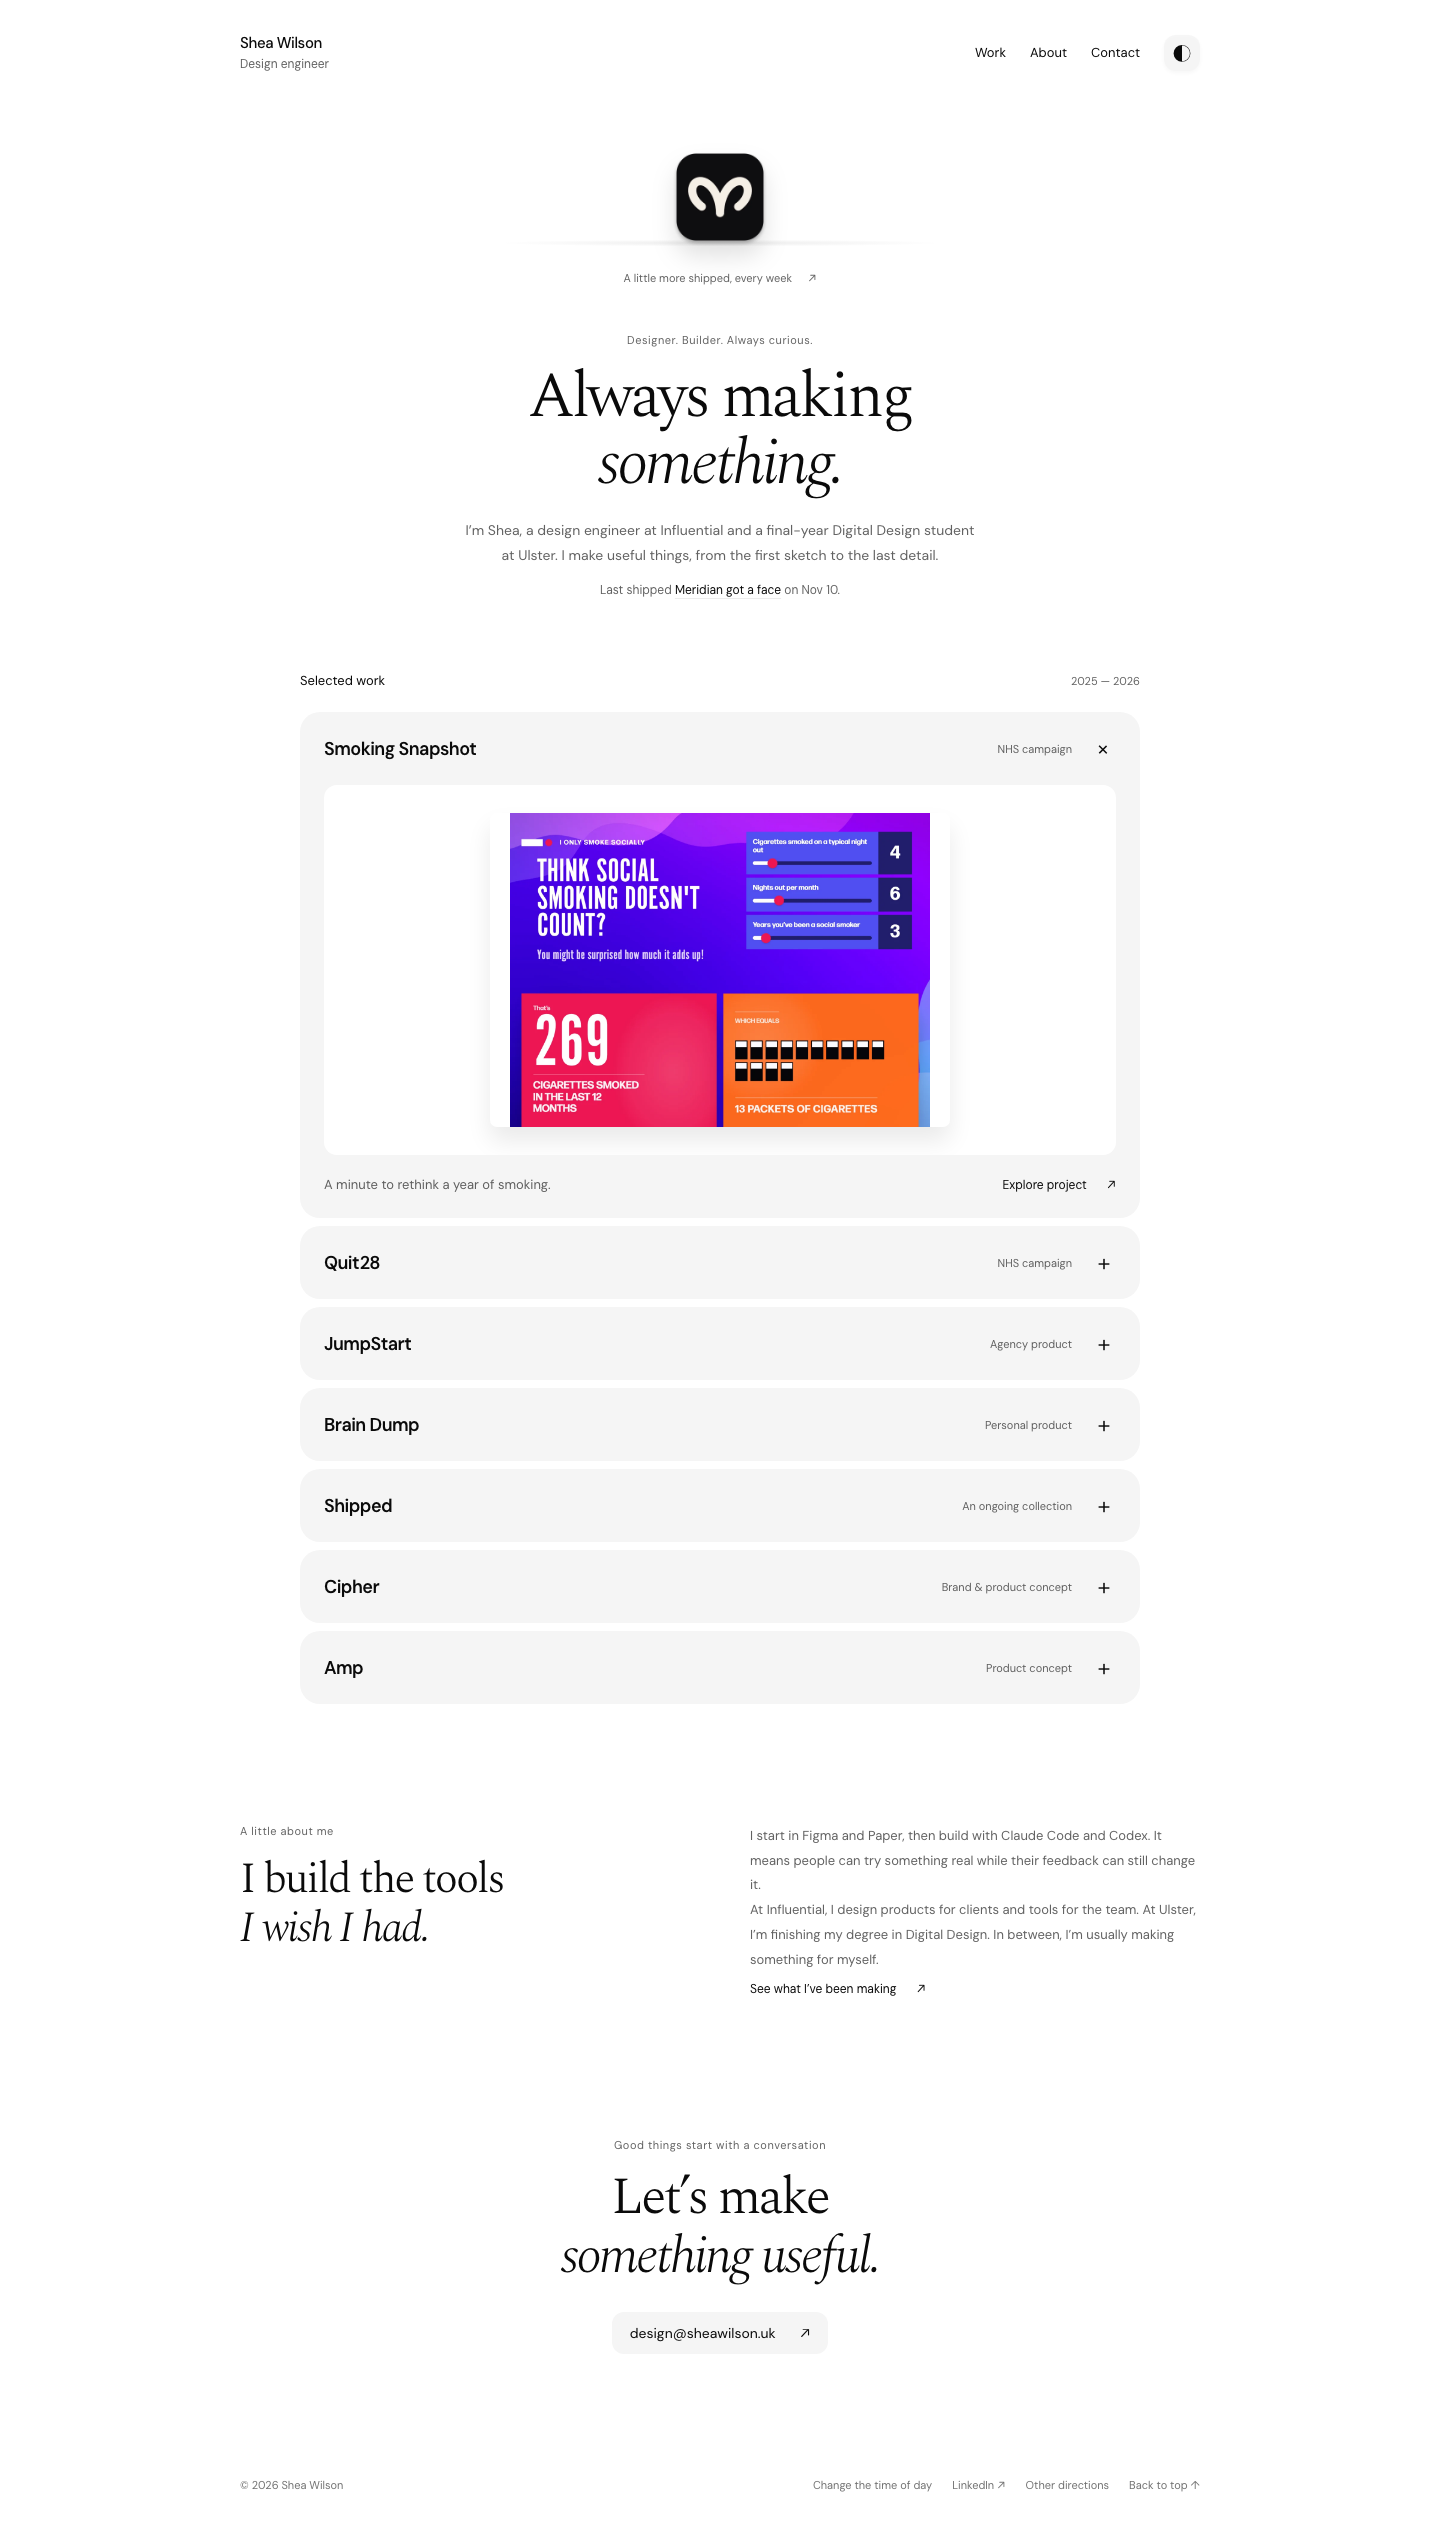 Shea Wilson
Design engineer
Work About Contact
A little more shipped, every week ↗
Designer. Builder. Always curious.
Always making
something.
I’m Shea, a design engineer at Influential and a final-year Digital Design student
at Ulster. I make useful things, from the first sketch to the last detail.
Last shipped Meridian got a face on Nov 10.
Selected work 2025 — 2026
Smoking Snapshot NHS campaign
I ONLY SMOKE SOCIALLY
THINK SOCIAL
SMOKING DOESN'T
COUNT?
You might be surprised how much it adds up!
Cigarettes smoked on a typical night
out
4
Nights out per month
6
Years you've been a social smoker
3
That's
269
CIGARETTES SMOKED
IN THE LAST 12
MONTHS
WHICH EQUALS
13 PACKETS OF CIGARETTES
A minute to rethink a year of smoking. Explore project ↗
Quit28 NHS campaign +
JumpStart Agency product +
Brain Dump Personal product +
Shipped An ongoing collection +
Cipher Brand & product concept +
Amp Product concept +
A little about me
I build the tools
I wish I had.
I start in Figma and Paper, then build with Claude Code and Codex. It
means people can try something real while their feedback can still change
it.
At Influential, I design products for clients and tools for the team. At Ulster,
I’m finishing my degree in Digital Design. In between, I’m usually making
something for myself.
See what I’ve been making ↗
Good things start with a conversation
Let’s make
something useful.
design@sheawilson.uk ↗
© 2026 Shea Wilson Change the time of day LinkedIn ↗ Other directions Back to top ↑